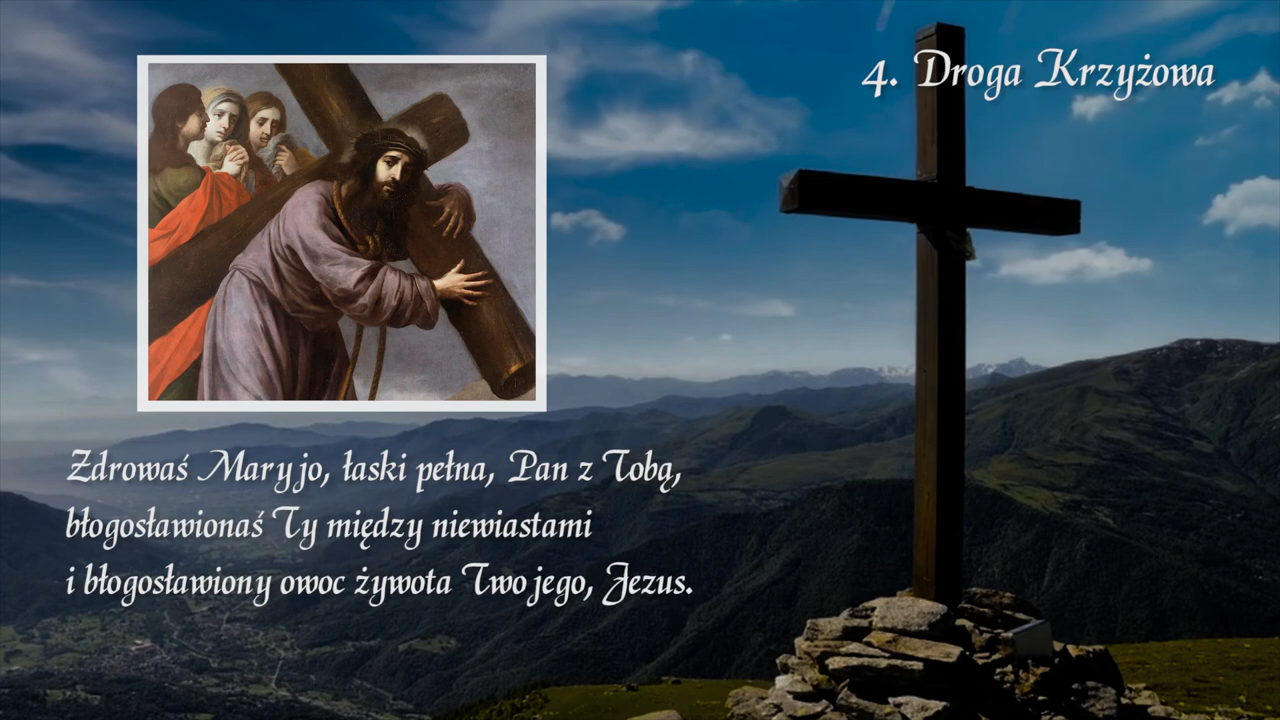 4. Droga Krzyżowa
Zdrowaś Maryjo, łaski pełna, Pan z Tobą,
błogosławionaś Ty między niewiastami
i błogosławiony owoc żywota Twojego, Jezus.